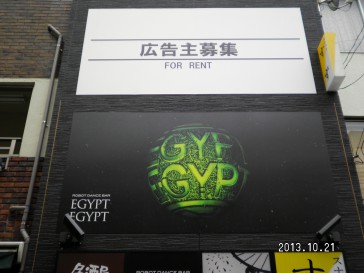 広告主募集
FOR RENT
GYP
GYP
ROBOT DANCE BAR
EGYPT
EGYPT
2013.10.21